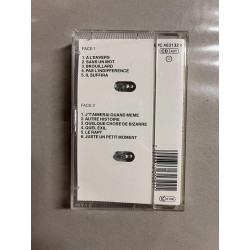 FACE 1
1. A L'ENVERS
2. SANS UN MOT
3. BROUILLARD
4. PAS L'INDIFFERENCE
5. IL SUFFIRA
FACE 2
1. J'T'AIMERAI QUAND MEME
2. AUTRE HISTOIRE
3. QUELQUE CHOSE DE BIZARRE
4. QUEL EXIL
5. LE RAPT
6. JUSTE UN PETIT MOMENT